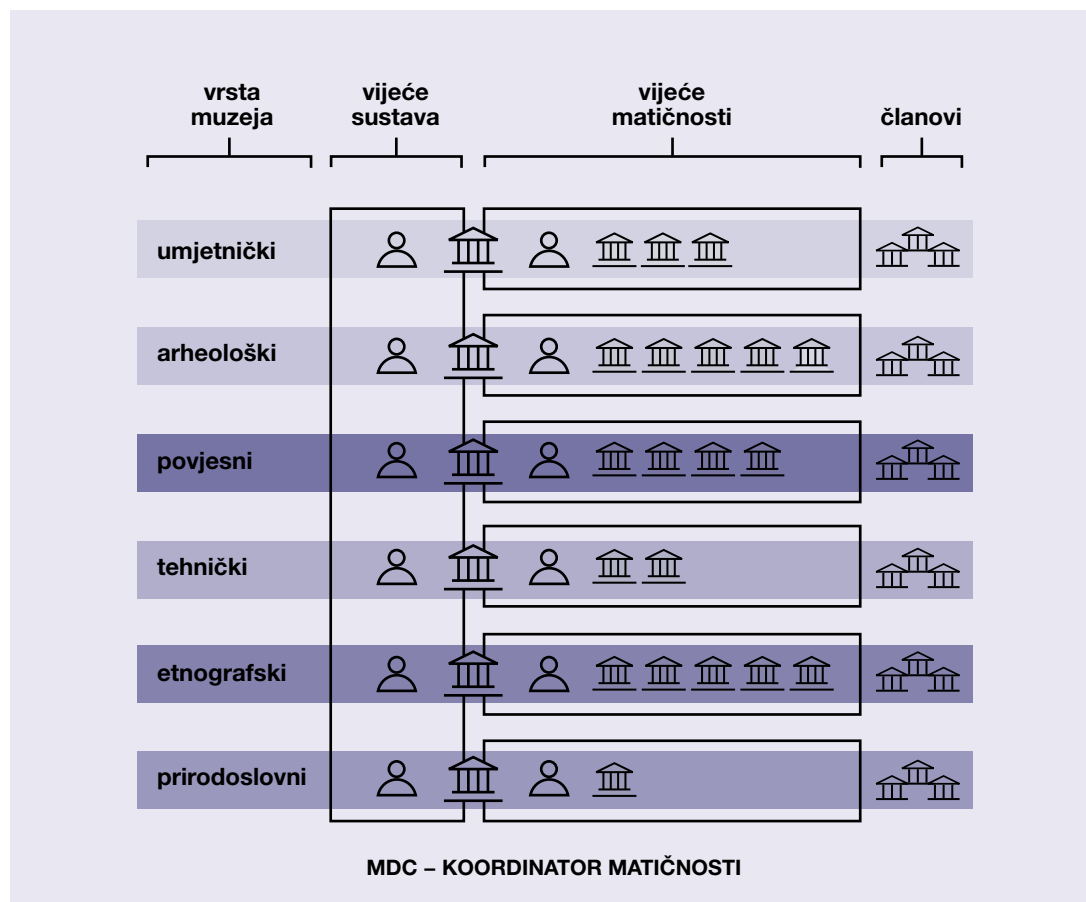 vrsta
muzeja
vijeće
sustava
vijeće
matičnosti
članovi
umjetnički
arheološki
povjesni
tehnički
etnografski
prirodoslovni
MDC – KOORDINATOR MATIČNOSTI